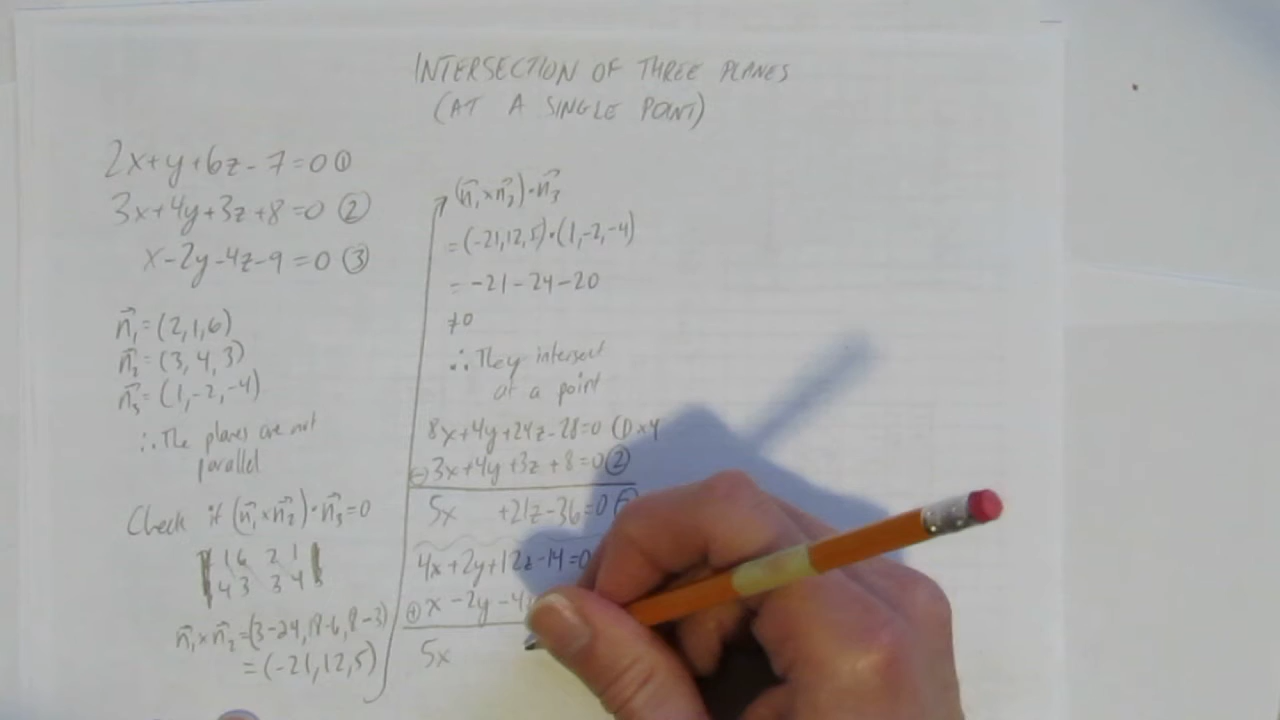 INTERSECTION OF THREE PLANES
(AT A SINGLE POINT)
2x+y+6z-7=0 ①
3x+4y+3z+8=0 ②
x-2y-4z-9=0 ③
n₁⃗=(2,1,6)
n₂⃗=(3,4,3)
n₃⃗=(1,-2,-4)
∴The planes are not
parallel
Check if (n₁⃗×n₂⃗)·n₃⃗=0
1 6 2 1
4 3 3 4
n₁⃗×n₂⃗=(3-24,18-6,8-3)
=(-21,12,5)
(n₁⃗×n₂⃗)·n₃⃗
=(-21,12,5)·(1,-2,-4)
=-21-24-20
≠0
∴They intersect
at a point
8x+4y+24z-28=0 ①×4
⊖3x+4y+3z+8=0②
5x +21z-36=0
4x+2y+12z-14=0
⊕x-2y-4
5x